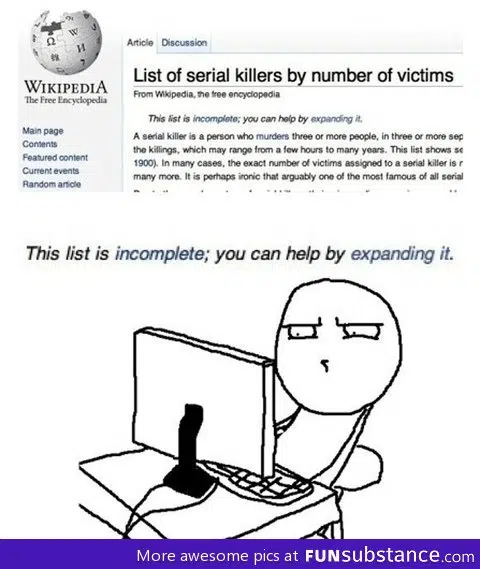 Article Discussion
List of serial killers by number of victims
From Wikipedia, the free encyclopedia
This list is incomplete; you can help by expanding it.
A serial killer is a person who murders three or more people, in three or more sep
the killings, which may range from a few hours to many years. This list shows se
1900). In many cases, the exact number of victims assigned to a serial killer is r
many more. It is perhaps ironic that arguably one of the most famous of all serial
WIKIPEDIA
The Free Encyclopedia
Main page
Contents
Featured content
Current events
Random article
This list is incomplete; you can help by expanding it.
More awesome pics at FUNsubstance.com